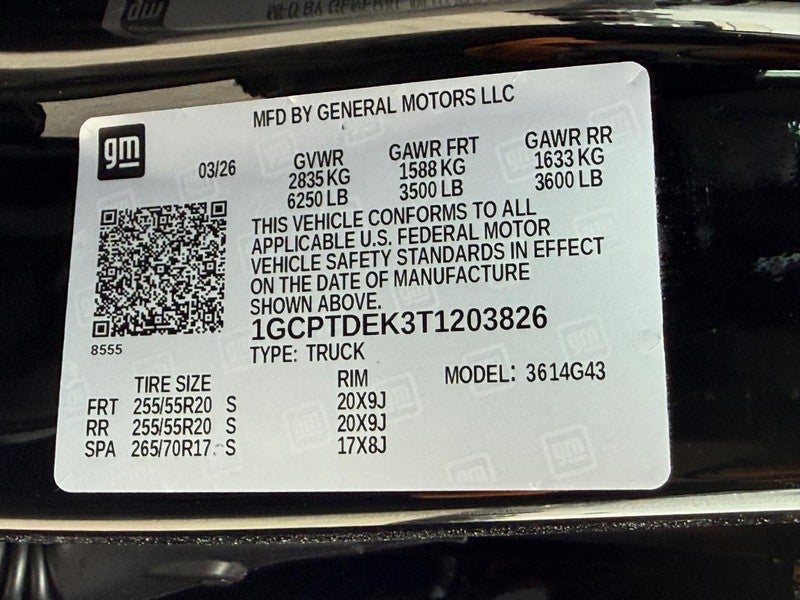 MFD BY GENERAL MOTORS LLC
gm
03/26
GVWR GAWR FRT GAWR RR
2835 KG 1588 KG 1633 KG
6250 LB 3500 LB 3600 LB
THIS VEHICLE CONFORMS TO ALL
APPLICABLE U.S. FEDERAL MOTOR
VEHICLE SAFETY STANDARDS IN EFFECT
ON THE DATE OF MANUFACTURE
SHOWN ABOVE.
1GCPTDEK3T1203826
8555
TYPE: TRUCK
TIRE SIZE RIM MODEL: 3614G43
FRT 255/55R20 S 20X9J
RR 255/55R20 S 20X9J
SPA 265/70R17 S 17X8J